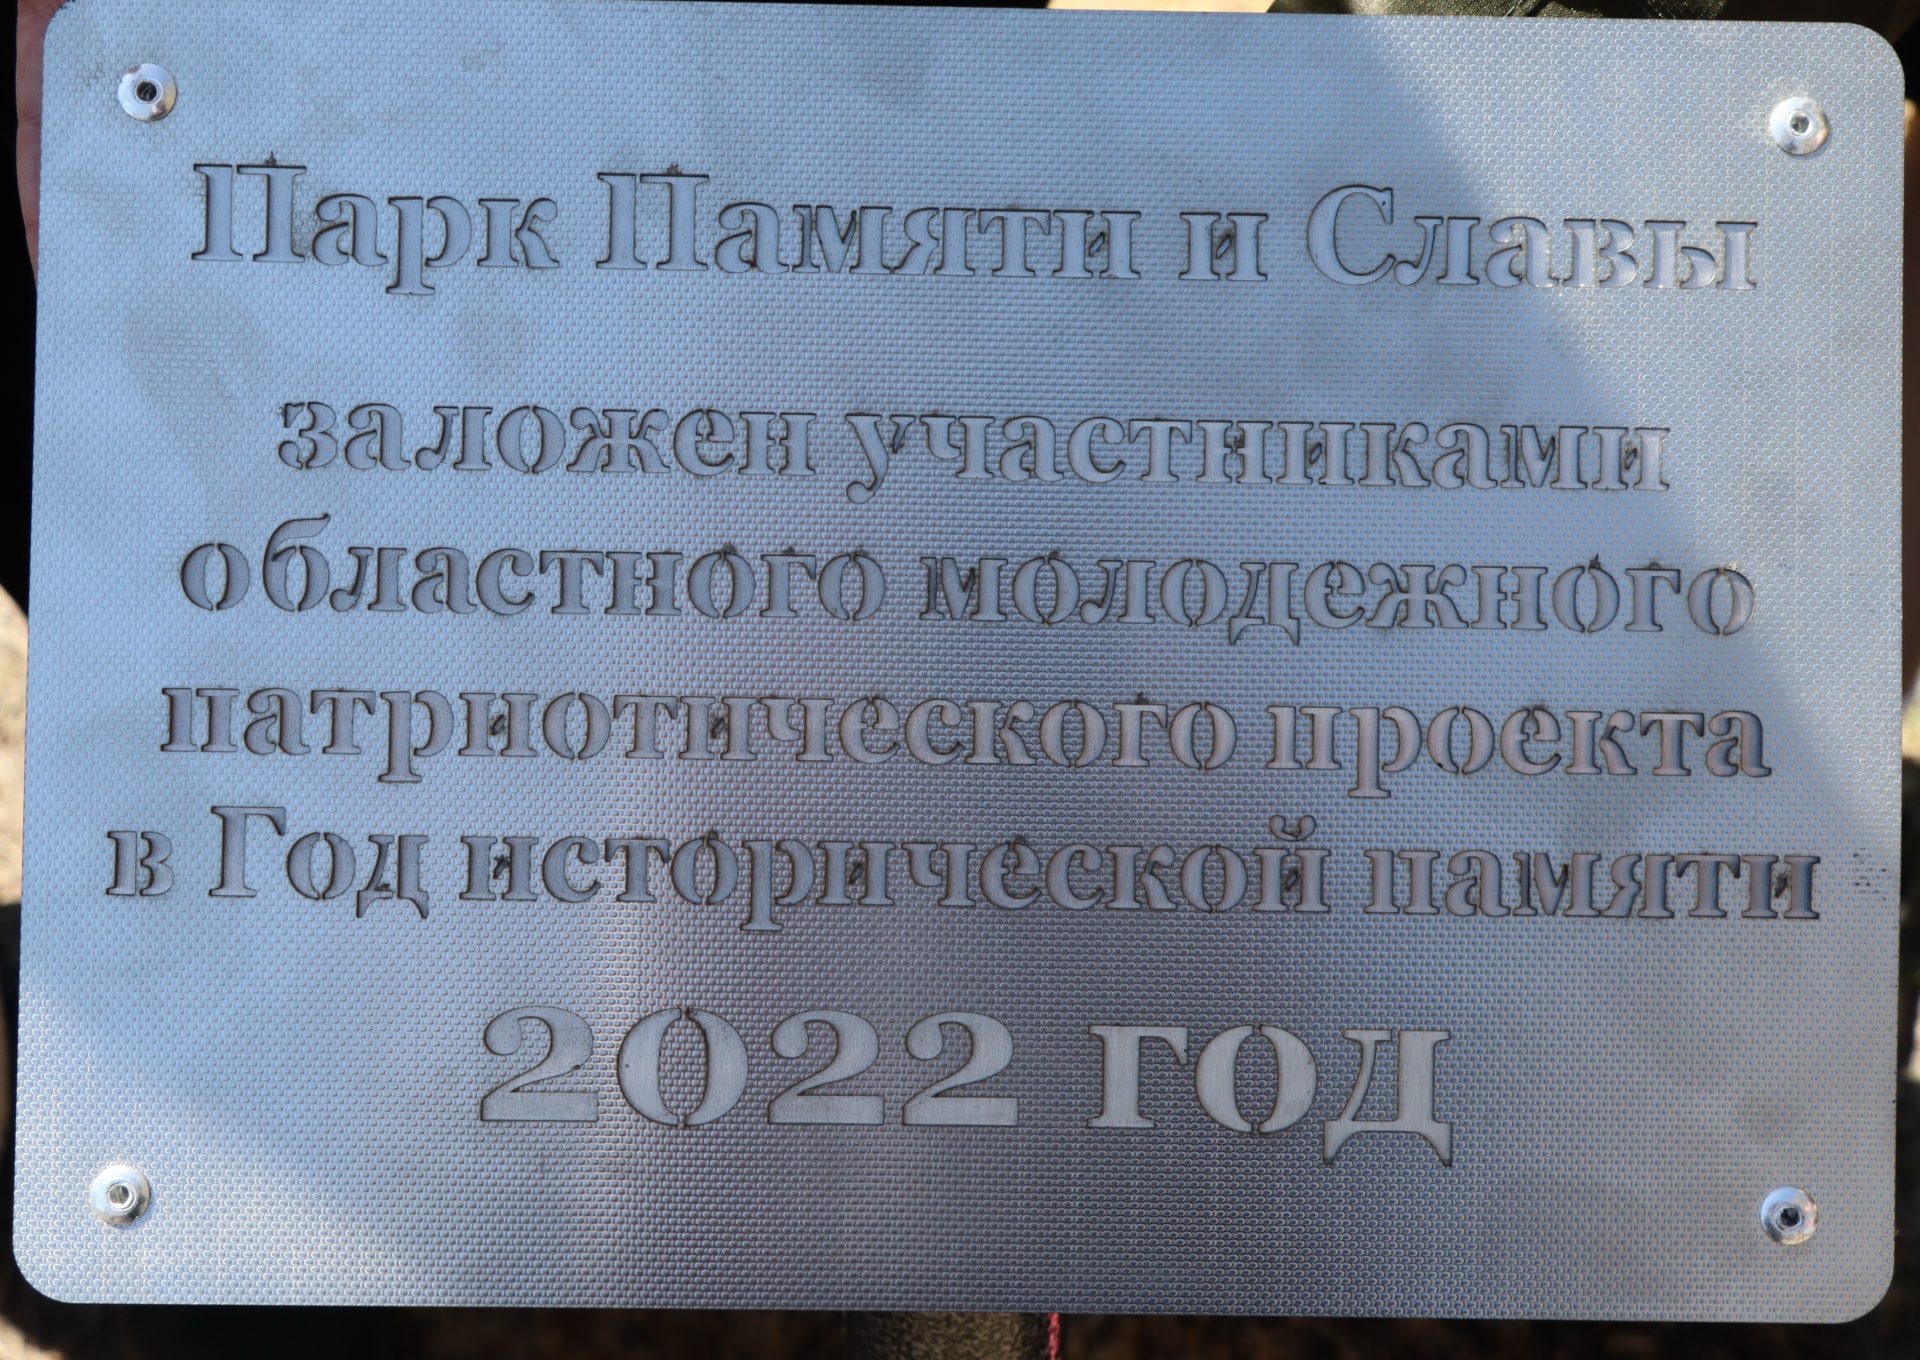 Парк Памяти и Славы
заложен участниками
областного молодежного
патриотического проекта
в Год исторической памяти
2022 год